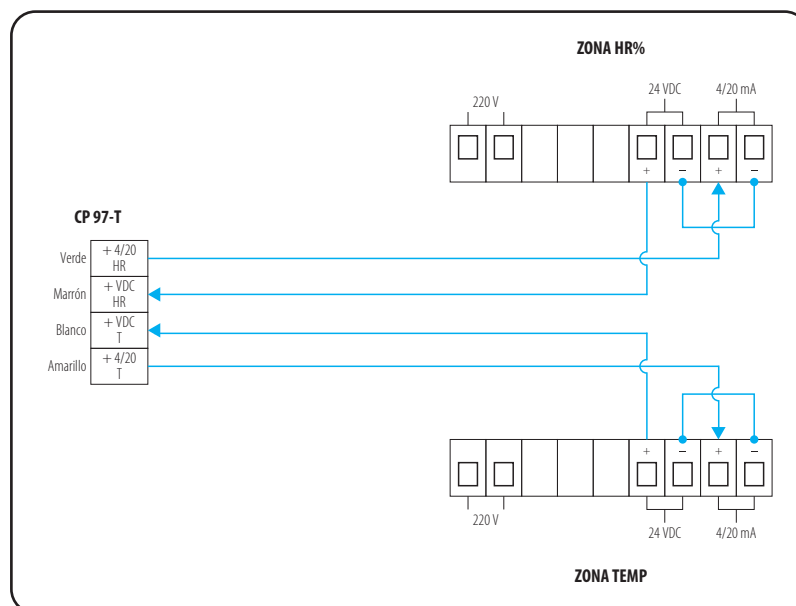 ZONA HR%
220 V
24 VDC
4/20 mA
+ − + −
CP 97-T
Verde
+ 4/20
HR
Marrón
+ VDC
HR
Blanco
+ VDC
T
Amarillo
+ 4/20
T
+ − + −
220 V
24 VDC
4/20 mA
ZONA TEMP